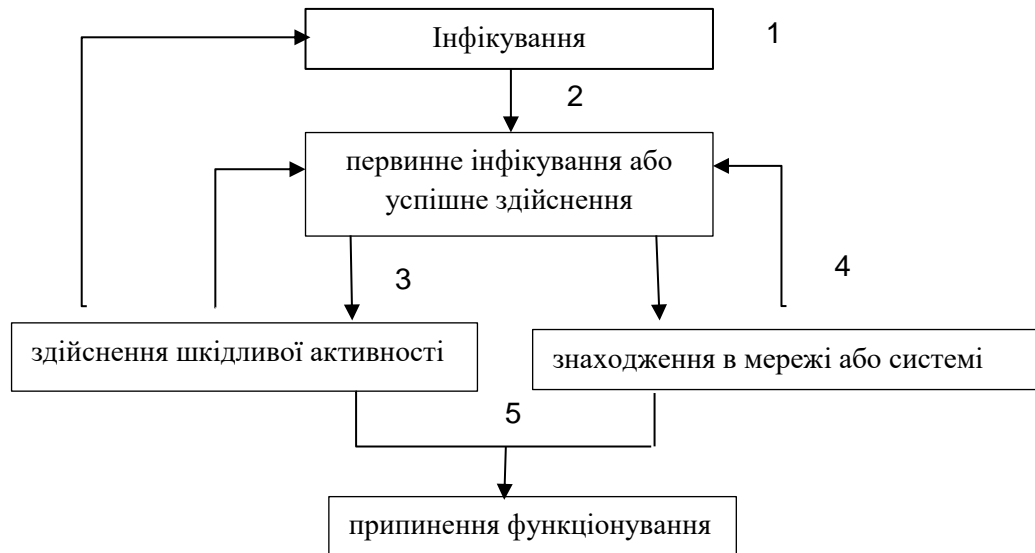 Інфікування
1
2
первинне інфікування або
успішне здійснення
3
4
здійснення шкідливої активності
знаходження в мережі або системі
5
припинення функціонування